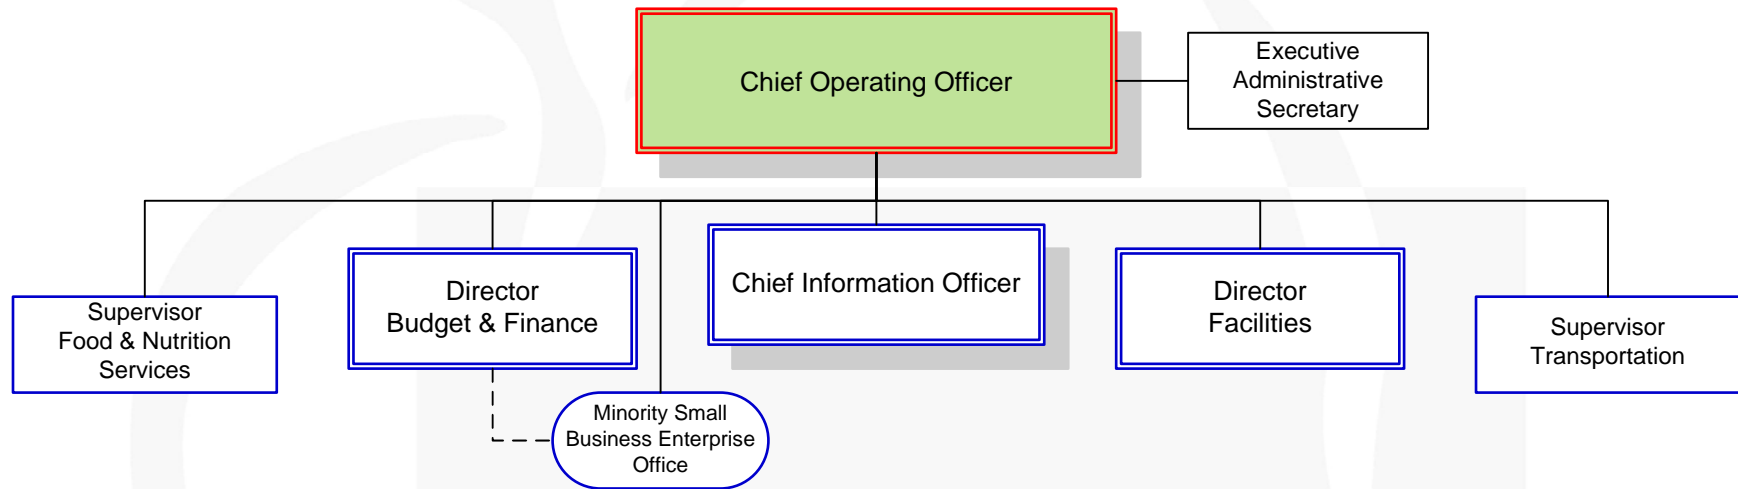 Chief Operating Officer
Executive
Administrative
Secretary
Supervisor
Food & Nutrition
Services
Director
Budget & Finance
Minority Small
Business Enterprise
Office
Chief Information Officer
Director
Facilities
Supervisor
Transportation